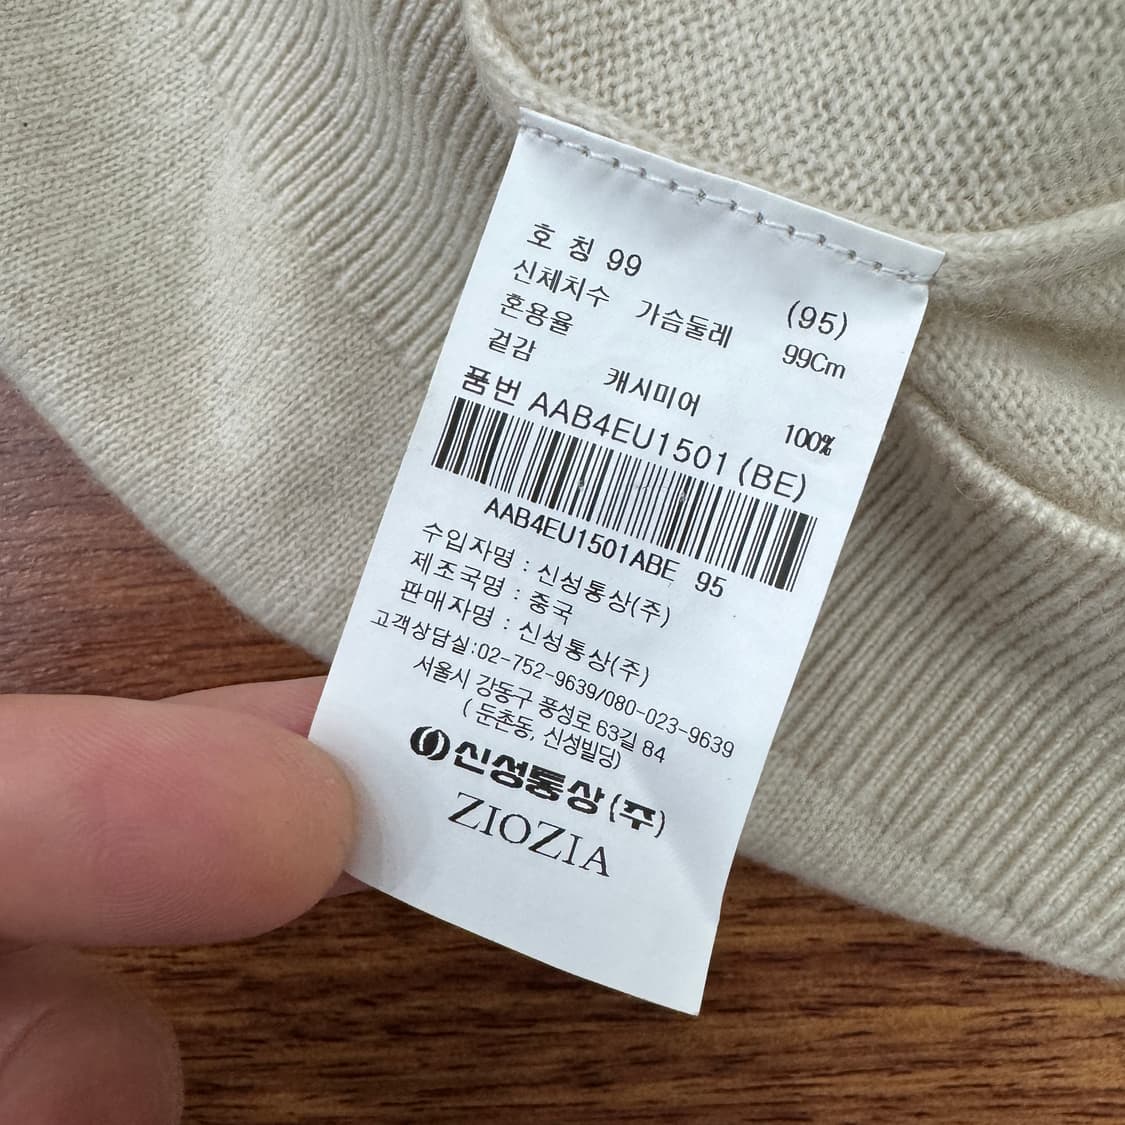 호 칭 99 (95)
신체치수 가슴둘레 99Cm
혼용율
겉감 캐시미어 100%
품번 AAB4EU1501 (BE)
AAB4EU1501ABE 95
수입자명 : 신성통상(주)
제조국명 : 중국
판매자명 : 신성통상(주)
고객상담실:02-752-9639/080-023-9639
서울시 강동구 풍성로 63길 84
( 둔촌동, 신성빌딩)
신성통상(주)
ZIOZIA